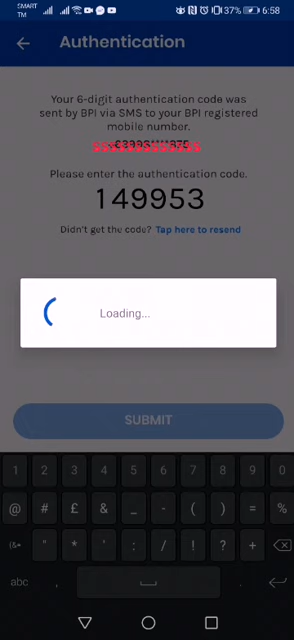 SMART
TM
37%
6:58
Authentication
Your 6-digit authentication code was
sent by BPI via SMS to your BPI registered
mobile number.
Please enter the authentication code.
149953
Didn't get the code? Tap here to resend
Loading...
SUBMIT
1 2 3 4 5 6 7 8 9 0
@ # £ & _ - ( ) = %
(& " * ' : / ! ? +
abc , .